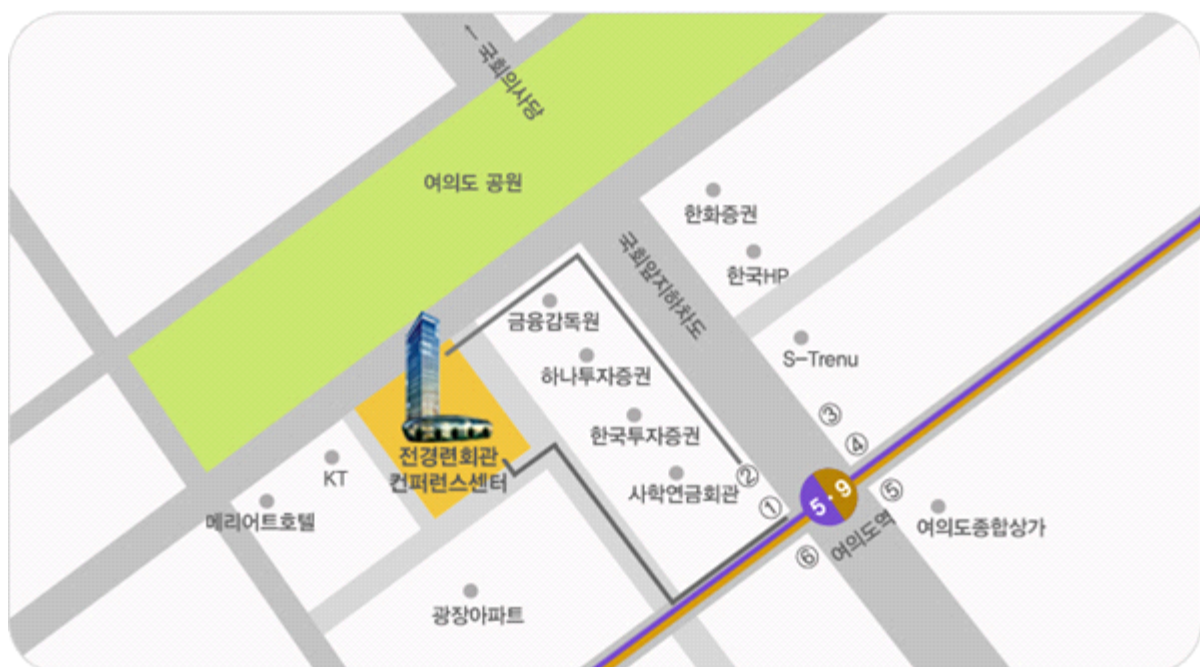 ← 국회의사당
여의도 공원
한화증권
한국HP
국회앞지하차도
금융감독원
S-Trenu
하나투자증권
한국투자증권
③
④
전경련회관
컨퍼런스센터
KT
②
사학연금회관
①
5·9
⑤
메리어트호텔
여의도역
여의도종합상가
⑥
광장아파트